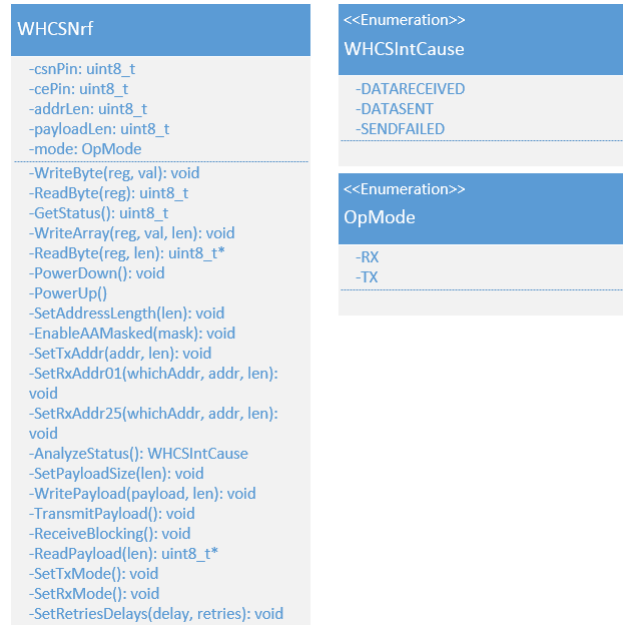 WHCSNrf
-csnPin: uint8_t
-cePin: uint8_t
-addrLen: uint8_t
-payloadLen: uint8_t
-mode: OpMode
-WriteByte(reg, val): void
-ReadByte(reg): uint8_t
-GetStatus(): uint8_t
-WriteArray(reg, val, len): void
-ReadByte(reg, len): uint8_t*
-PowerDown(): void
-PowerUp()
-SetAddressLength(len): void
-EnableAAMasked(mask): void
-SetTxAddr(addr, len): void
-SetRxAddr01(whichAddr, addr, len):
void
-SetRxAddr25(whichAddr, addr, len):
void
-AnalyzeStatus(): WHCSIntCause
-SetPayloadSize(len): void
-WritePayload(payload, len): void
-TransmitPayload(): void
-ReceiveBlocking(): void
-ReadPayload(len): uint8_t*
-SetTxMode(): void
-SetRxMode(): void
-SetRetriesDelays(delay, retries): void
<<Enumeration>>
WHCSIntCause
-DATARECEIVED
-DATASENT
-SENDFAILED
<<Enumeration>>
OpMode
-RX
-TX